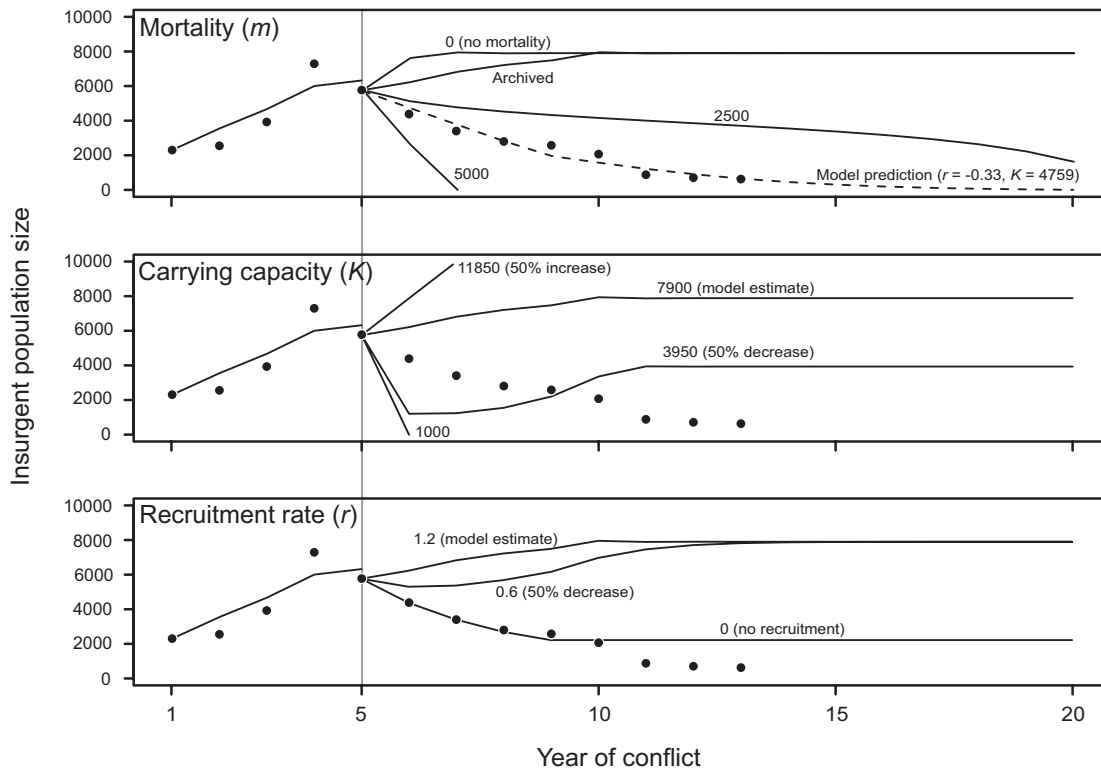 Insurgent population size
10000
8000
6000
4000
2000
0
Mortality (m)
0 (no mortality)
Archived
2500
5000
Model prediction (r = -0.33, K = 4759)
10000
8000
6000
4000
2000
0
Carrying capacity (K)
11850 (50% increase)
7900 (model estimate)
3950 (50% decrease)
1000
10000
8000
6000
4000
2000
0
Recruitment rate (r)
1.2 (model estimate)
0.6 (50% decrease)
0 (no recruitment)
1 5 10 15 20
Year of conflict